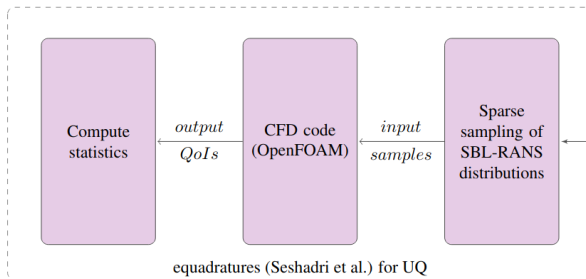 Compute
statistics
output
QoIs
CFD code
(OpenFOAM)
input
samples
Sparse
sampling of
SBL-RANS
distributions
equadratures (Seshadri et al.) for UQ